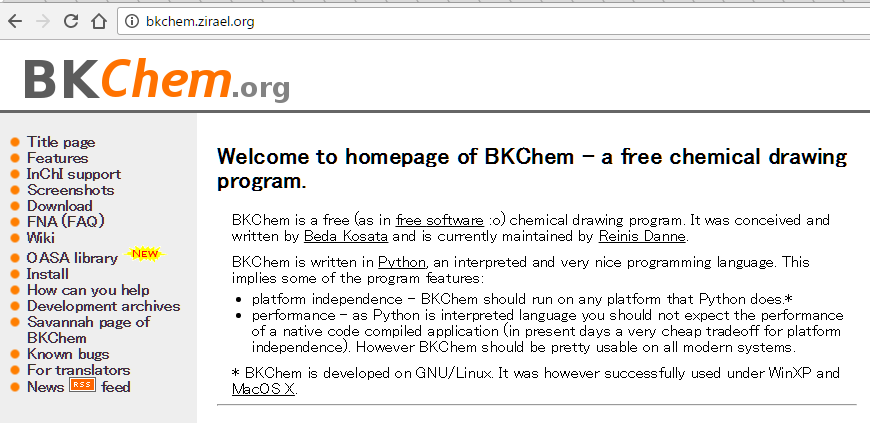 bkchem.zirael.org
BKChem.org
Title page
Features
InChI support
Screenshots
Download
FNA (FAQ)
Wiki
OASA library NEW
Install
How can you help
Development archives
Savannah page of
BKChem
Known bugs
For translators
News RSS feed
Welcome to homepage of BKChem - a free chemical drawing
program.
BKChem is a free (as in free software :o) chemical drawing program. It was conceived and
written by Beda Kosata and is currently maintained by Reinis Danne.
BKChem is written in Python, an interpreted and very nice programming language. This
implies some of the program features:
• platform independence - BKChem should run on any platform that Python does.*
• performance - as Python is interpreted language you should not expect the performance
of a native code compiled application (in present days a very cheap tradeoff for platform
independence). However BKChem should be pretty usable on all modern systems.
* BKChem is developed on GNU/Linux. It was however successfully used under WinXP and
MacOS X.